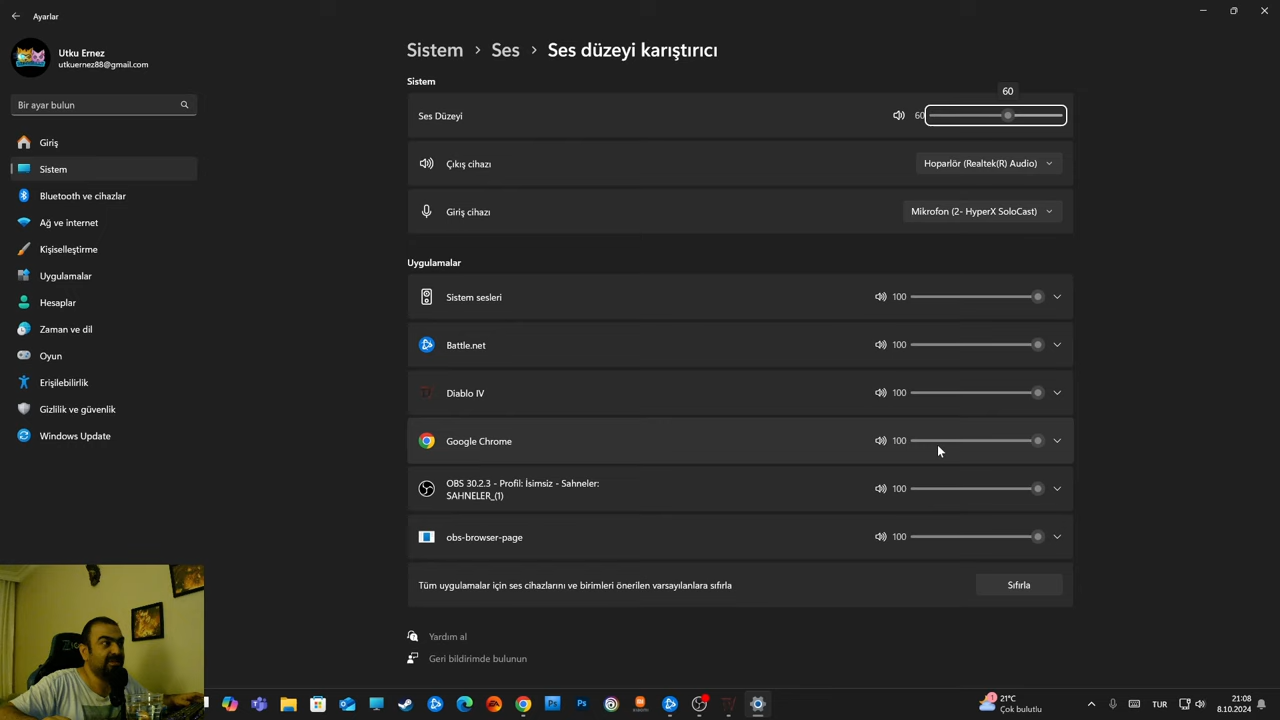 Ayarlar
Utku Ernez
utkuernez88@gmail.com
Bir ayar bulun
Giriş
Sistem
Bluetooth ve cihazlar
Ağ ve internet
Kişiselleştirme
Uygulamalar
Hesaplar
Zaman ve dil
Oyun
Erişilebilirlik
Gizlilik ve güvenlik
Windows Update
Sistem > Ses > Ses düzeyi karıştırıcı
Sistem
60
Ses Düzeyi 60
Çıkış cihazı Hoparlör (Realtek(R) Audio)
Giriş cihazı Mikrofon (2- HyperX SoloCast)
Uygulamalar
Sistem sesleri 100
Battle.net 100
Diablo IV 100
Google Chrome 100
OBS 30.2.3 - Profil: İsimsiz - Sahneler:
SAHNELER_(1) 100
obs-browser-page 100
Tüm uygulamalar için ses cihazlarını ve birimleri önerilen varsayılanlara sıfırla Sıfırla
Yardım al
Geri bildirimde bulunun
1
21°C
Çok bulutlu
TUR
21:08
8.10.2024